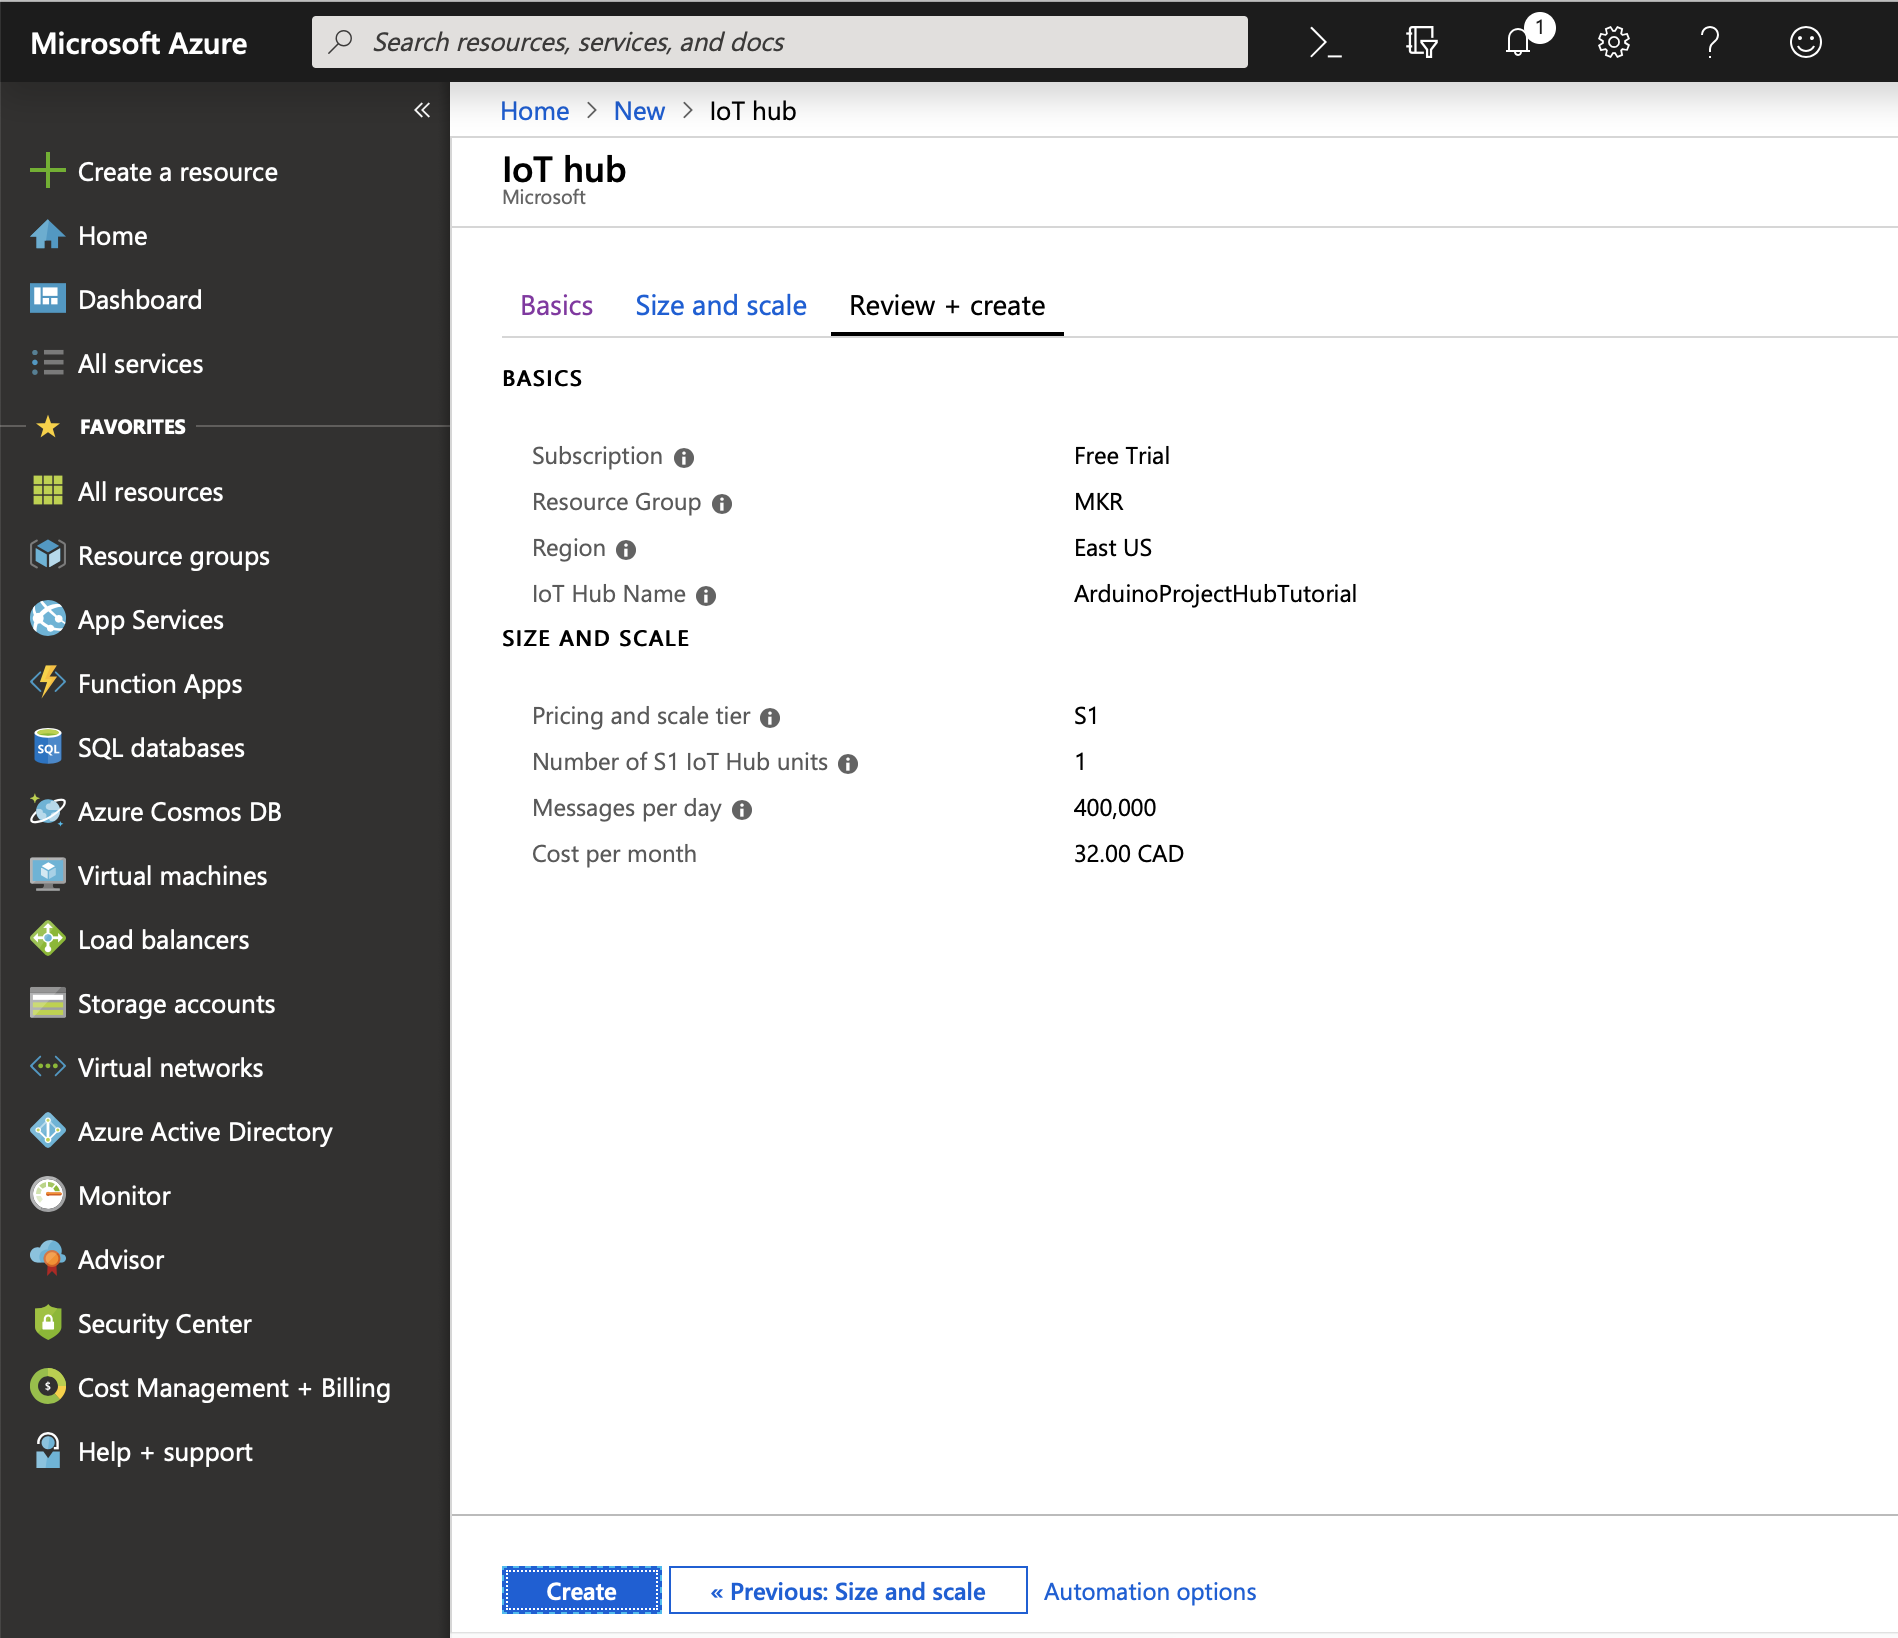 Microsoft Azure
Search resources, services, and docs
1
«
Home > New > IoT hub
Create a resource
Home
Dashboard
All services
FAVORITES
All resources
Resource groups
App Services
Function Apps
SQL
SQL databases
Azure Cosmos DB
Virtual machines
Load balancers
Storage accounts
Virtual networks
Azure Active Directory
Monitor
Advisor
Security Center
Cost Management + Billing
Help + support
IoT hub
Microsoft
Basics Size and scale Review + create
BASICS
Subscription Free Trial
Resource Group MKR
Region East US
IoT Hub Name ArduinoProjectHubTutorial
SIZE AND SCALE
Pricing and scale tier S1
Number of S1 IoT Hub units 1
Messages per day 400,000
Cost per month 32.00 CAD
Create « Previous: Size and scale Automation options